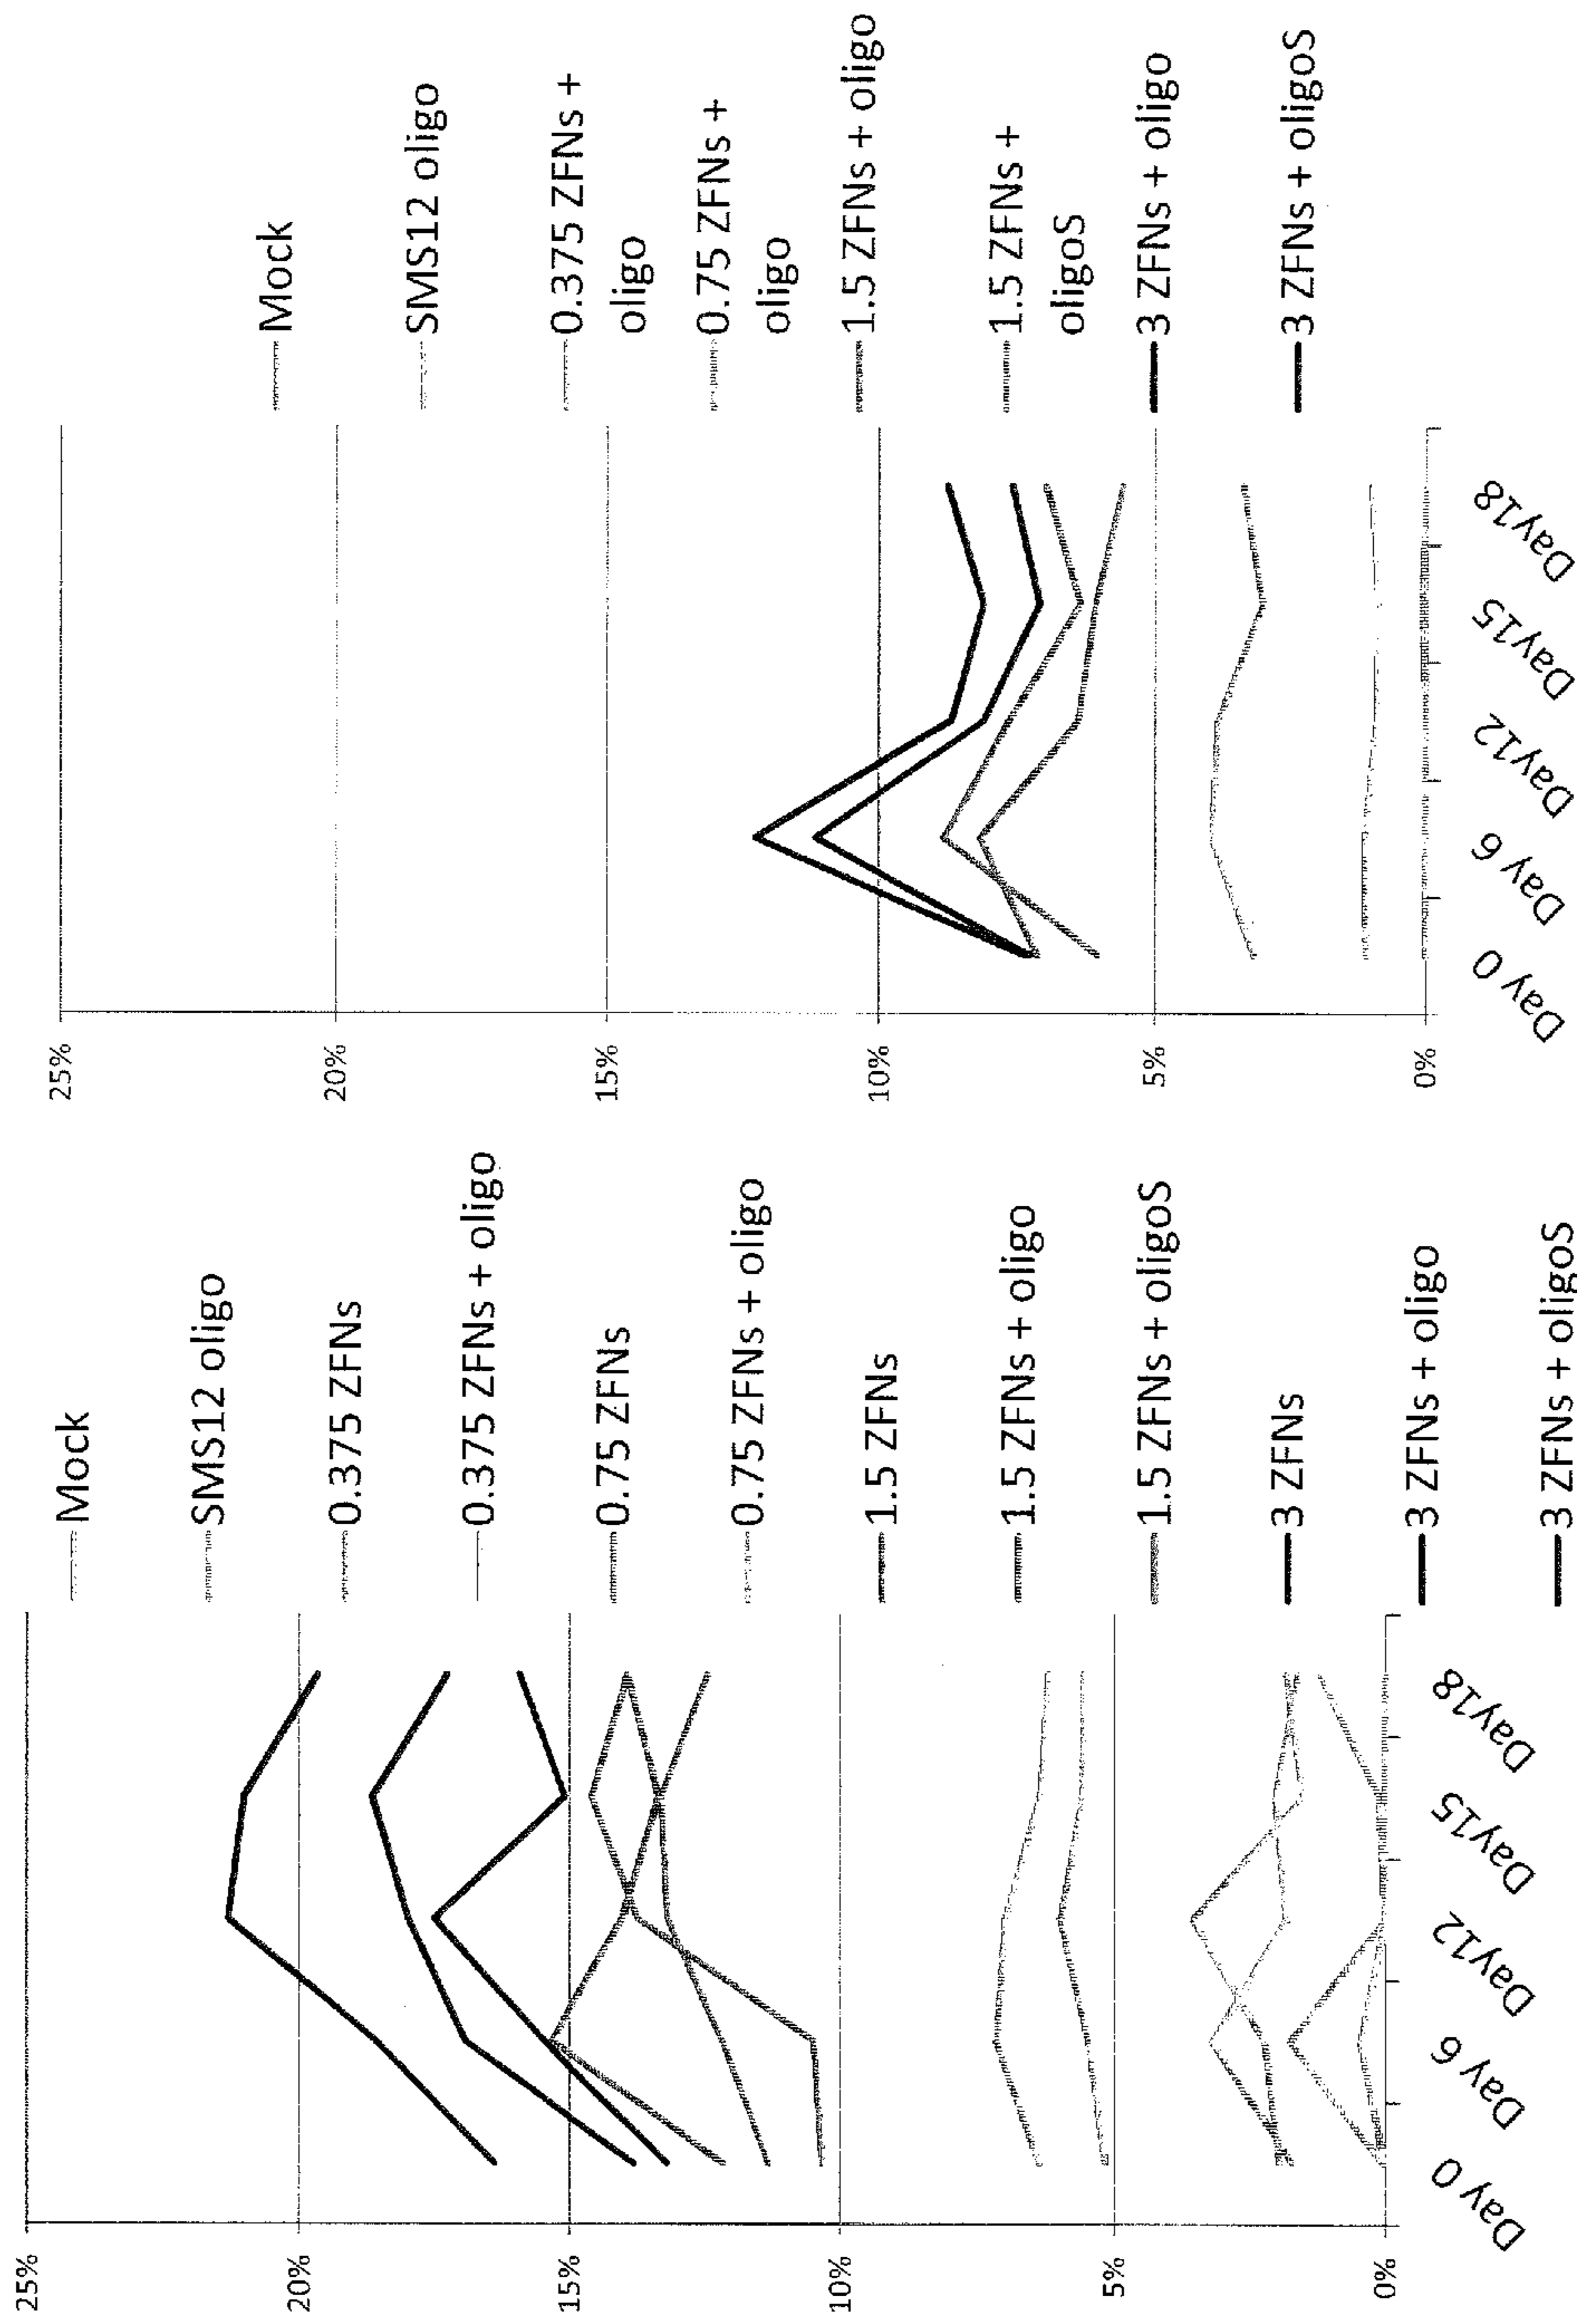 25%
20%
15%
10%
5%
0%
Day 0
Day 6
Day12
Day15
Day18
Mock
SMS12 oligo
0.375 ZFNs
0.375 ZFNs + oligo
0.75 ZFNs
0.75 ZFNs + oligo
1.5 ZFNs
1.5 ZFNs + oligo
1.5 ZFNs + oligoS
3 ZFNs
3 ZFNs + oligo
3 ZFNs + oligoS
25%
20%
15%
10%
5%
0%
Day 0
Day 6
Day12
Day15
Day18
Mock
SMS12 oligo
0.375 ZFNs +
oligo
0.75 ZFNs +
oligo
1.5 ZFNs + oligo
1.5 ZFNs +
oligoS
3 ZFNs + oligo
3 ZFNs + oligoS